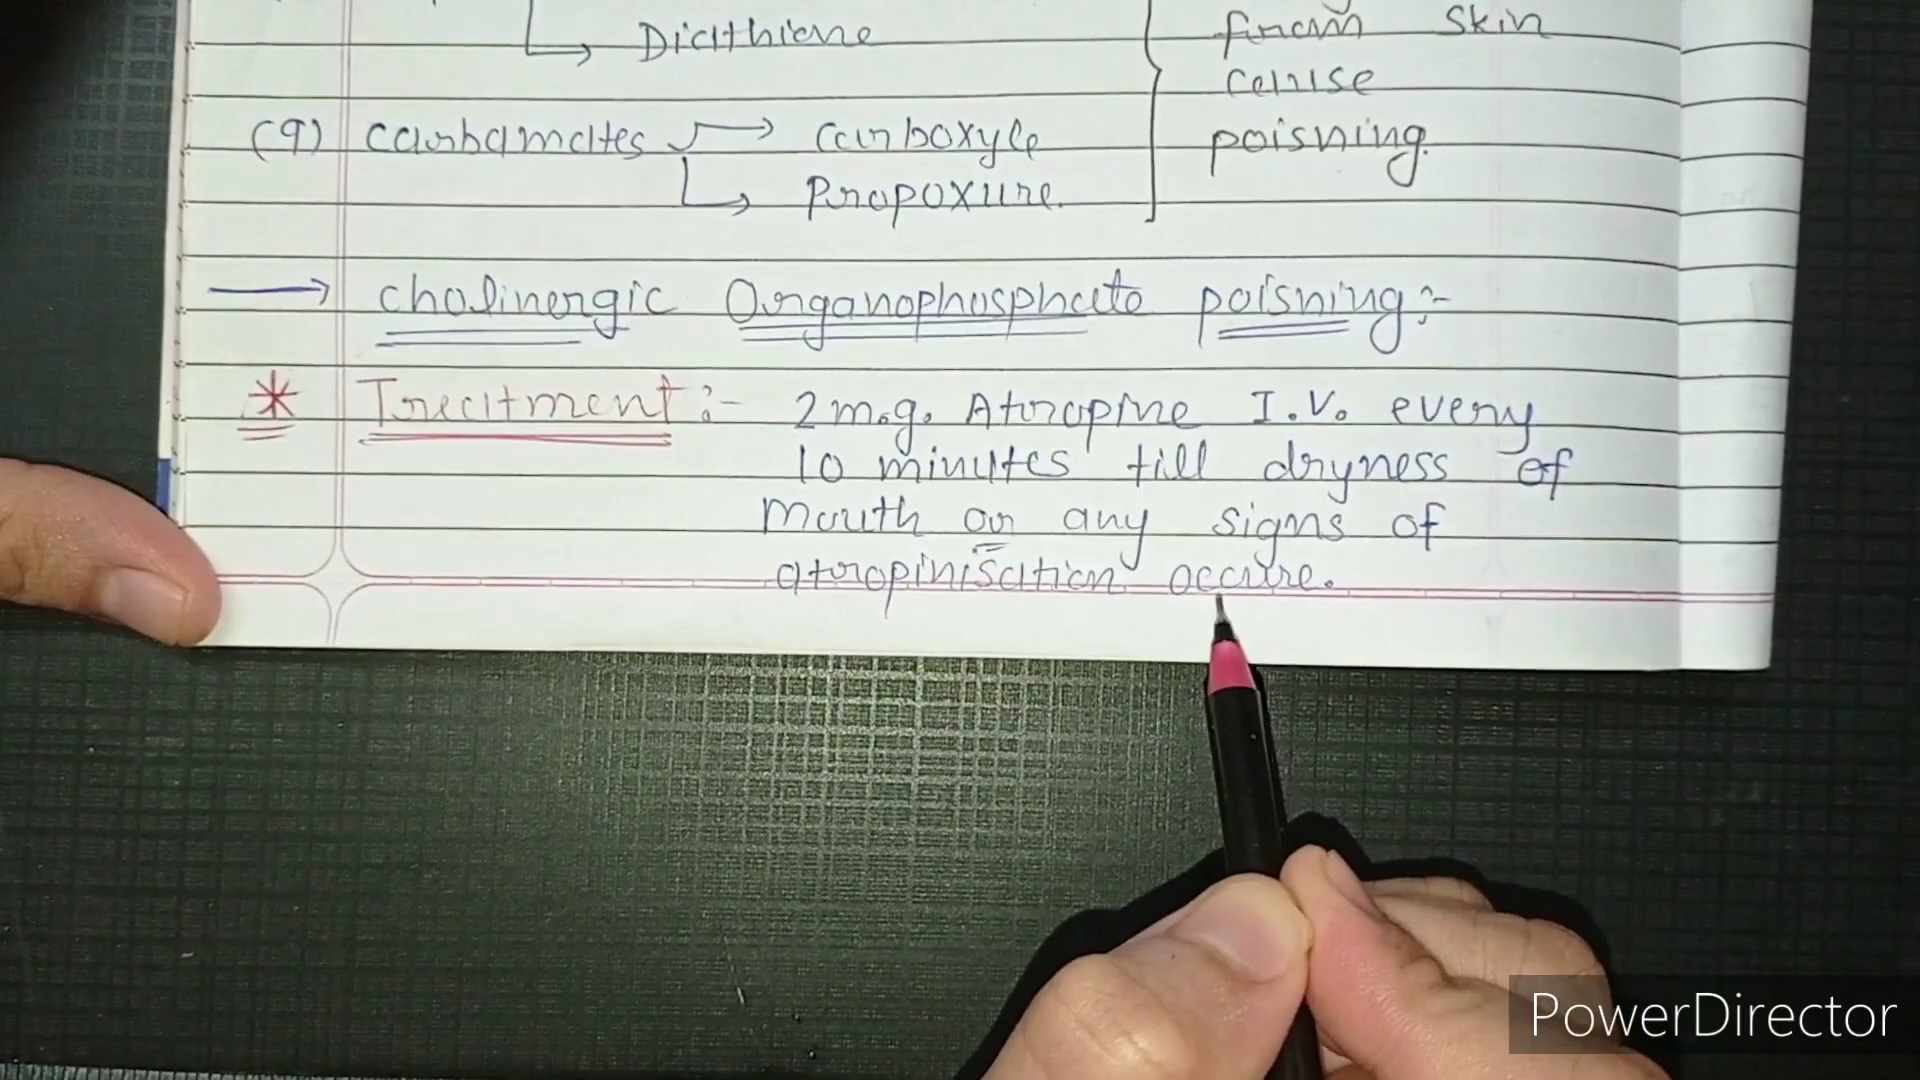 Diathiane
from skin
cause
(9) carbamates → carboxyle
poisning.
Propoxure.
→ cholinergic Organophosphate poisning :-
* Treatment :- 2 m.g. Atropine I.V. every
10 minutes till dryness of
mouth or any signs of
atropinisation occure.
PowerDirector